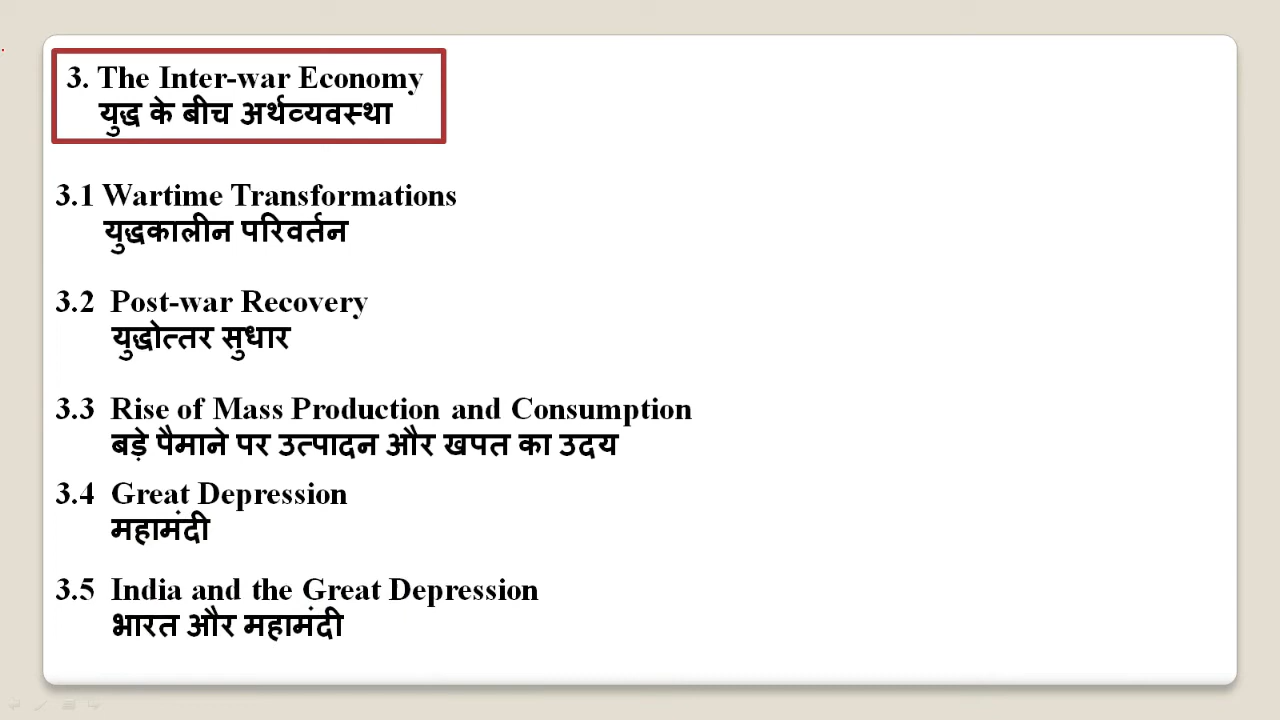 3. The Inter-war Economy
युद्ध के बीच अर्थव्यवस्था
3.1 Wartime Transformations
युद्धकालीन परिवर्तन
3.2 Post-war Recovery
युद्धोत्तर सुधार
3.3 Rise of Mass Production and Consumption
बड़े पैमाने पर उत्पादन और खपत का उदय
3.4 Great Depression
महामंदी
3.5 India and the Great Depression
भारत और महामंदी